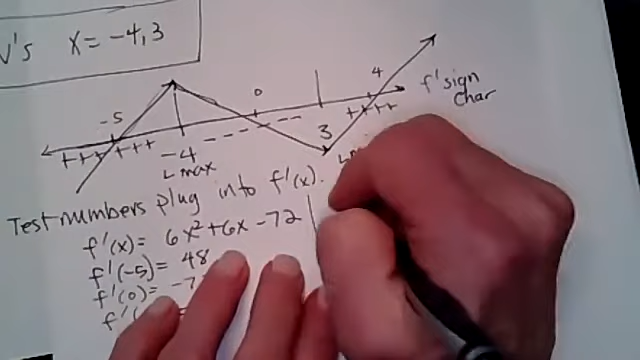 V's x = -4, 3
-5 0 4 f' sign
char
+++ +++ ------ ++++
-4 3
L max
Test numbers plug into f'(x).
f'(x) = 6x² + 6x - 72
f'(-5) = 48
f'(0) = -7
f'(